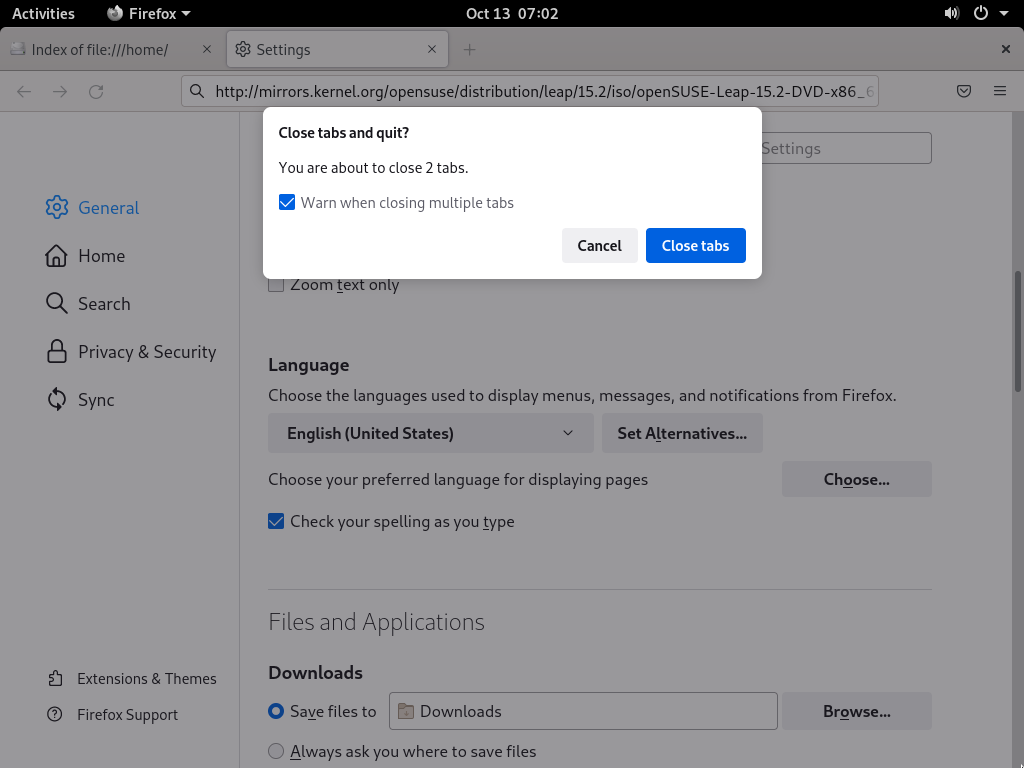 Activities Firefox Oct 13 07:02
Index of file:///home/ Settings
http://mirrors.kernel.org/opensuse/distribution/leap/15.2/iso/openSUSE-Leap-15.2-DVD-x86_6
Close tabs and quit?
You are about to close 2 tabs.
Warn when closing multiple tabs
Cancel Close tabs
Settings
General
Home
Search
Privacy & Security
Sync
Extensions & Themes
Firefox Support
Zoom text only
Language
Choose the languages used to display menus, messages, and notifications from Firefox.
English (United States) Set Alternatives...
Choose your preferred language for displaying pages Choose...
Check your spelling as you type
Files and Applications
Downloads
Save files to Downloads Browse...
Always ask you where to save files